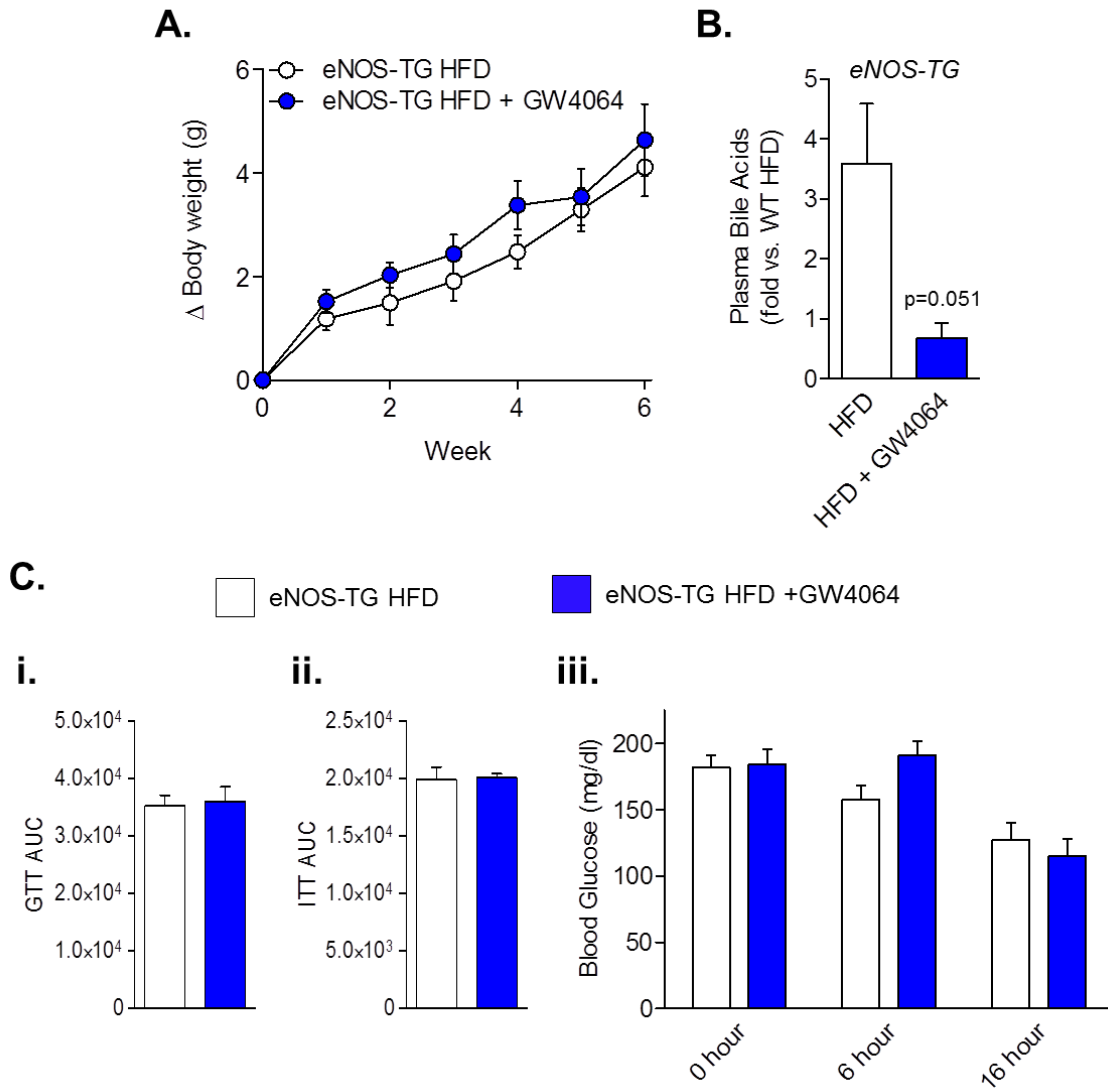 A.
eNOS-TG HFD
eNOS-TG HFD + GW4064
Δ Body weight (g)
6
4
2
0
0
2
4
6
Week
B.
eNOS-TG
Plasma Bile Acids
(fold vs. WT HFD)
5
4
3
2
1
0
p=0.051
HFD
HFD + GW4064
C.
eNOS-TG HFD
eNOS-TG HFD +GW4064
i.
GTT AUC
5.0x10⁴
4.0x10⁴
3.0x10⁴
2.0x10⁴
1.0x10⁴
0
ii.
ITT AUC
2.5x10⁴
2.0x10⁴
1.5x10⁴
1.0x10⁴
5.0x10³
0
iii.
Blood Glucose (mg/dl)
200
150
100
50
0
0 hour
6 hour
16 hour